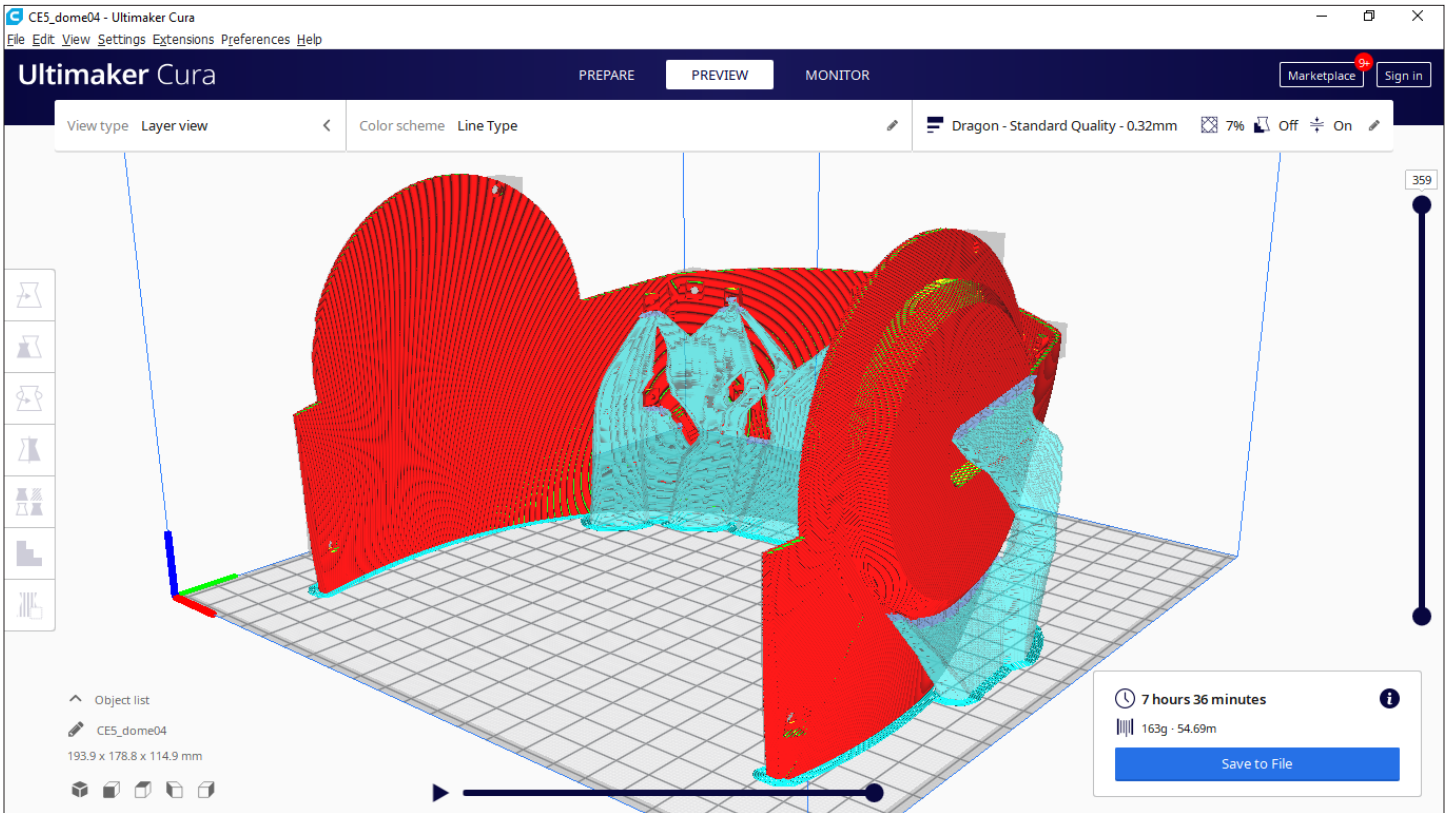 CE5_dome04 - Ultimaker Cura
File Edit View Settings Extensions Preferences Help
Ultimaker Cura
PREPARE PREVIEW MONITOR
Marketplace 9+ Sign in
View type Layer view
Color scheme Line Type
Dragon - Standard Quality - 0.32mm 7% Off On
359
Object list
CE5_dome04
193.9 x 178.8 x 114.9 mm
7 hours 36 minutes
163g · 54.69m
Save to File